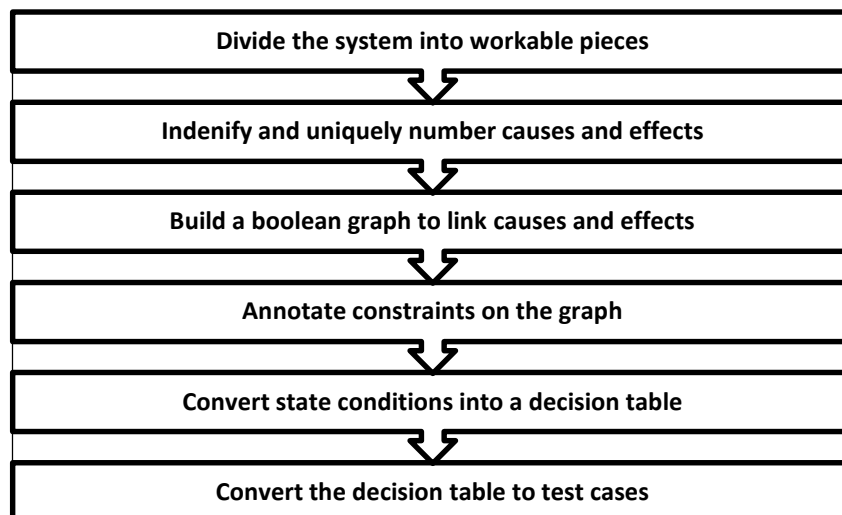 Divide the system into workable pieces
Indenify and uniquely number causes and effects
Build a boolean graph to link causes and effects
Annotate constraints on the graph
Convert state conditions into a decision table
Convert the decision table to test cases